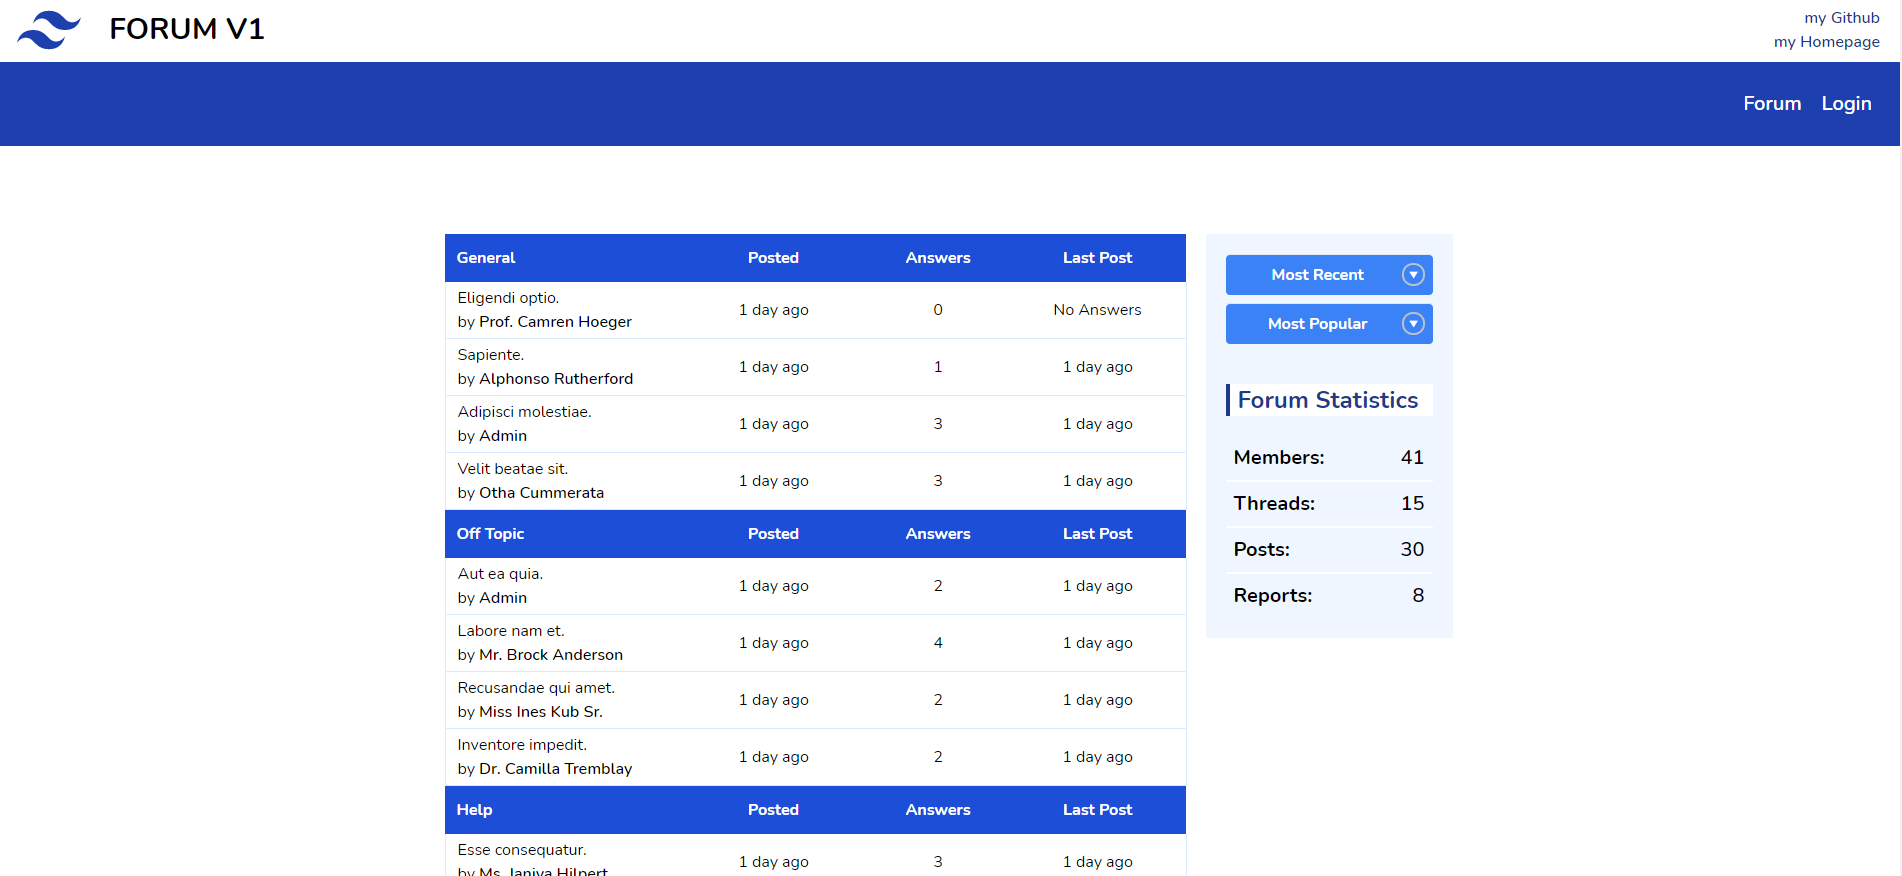 FORUM V1
my Github
my Homepage
Forum Login
General Posted Answers Last Post
Eligendi optio.
by Prof. Camren Hoeger
1 day ago 0 No Answers
Sapiente.
by Alphonso Rutherford
1 day ago 1 1 day ago
Adipisci molestiae.
by Admin
1 day ago 3 1 day ago
Velit beatae sit.
by Otha Cummerata
1 day ago 3 1 day ago
Off Topic Posted Answers Last Post
Aut ea quia.
by Admin
1 day ago 2 1 day ago
Labore nam et.
by Mr. Brock Anderson
1 day ago 4 1 day ago
Recusandae qui amet.
by Miss Ines Kub Sr.
1 day ago 2 1 day ago
Inventore impedit.
by Dr. Camilla Tremblay
1 day ago 2 1 day ago
Help Posted Answers Last Post
Esse consequatur.
by Ms. Janiya Hilpert
1 day ago 3 1 day ago
Most Recent
Most Popular
Forum Statistics
Members: 41
Threads: 15
Posts: 30
Reports: 8